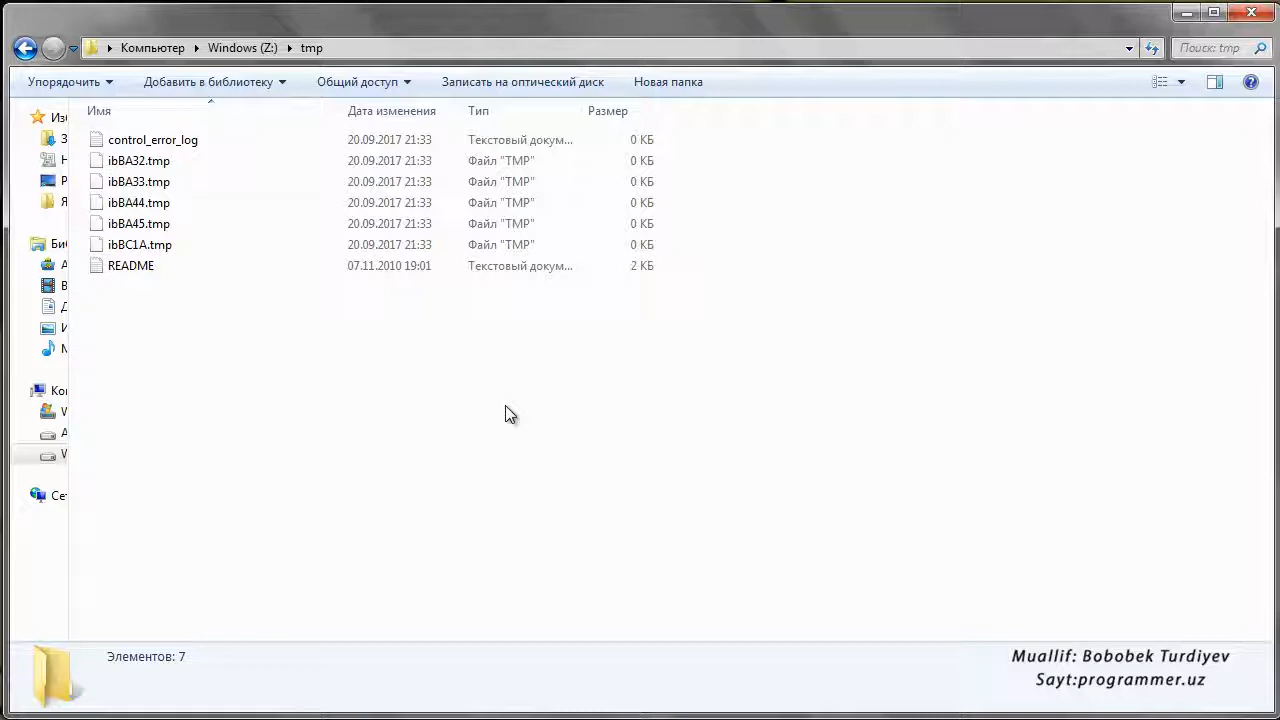 Компьютер Windows (Z:) tmp
Поиск: tmp
Упорядочить Добавить в библиотеку Общий доступ Записать на оптический диск Новая папка
Имя Дата изменения Тип Размер
control_error_log 20.09.2017 21:33 Текстовый докум... 0 КБ
ibBA32.tmp 20.09.2017 21:33 Файл "TMP" 0 КБ
ibBA33.tmp 20.09.2017 21:33 Файл "TMP" 0 КБ
ibBA44.tmp 20.09.2017 21:33 Файл "TMP" 0 КБ
ibBA45.tmp 20.09.2017 21:33 Файл "TMP" 0 КБ
ibBC1A.tmp 20.09.2017 21:33 Файл "TMP" 0 КБ
README 07.11.2010 19:01 Текстовый докум... 2 КБ
Элементов: 7
Muallif: Bobobek Turdiyev
Sayt:programmer.uz